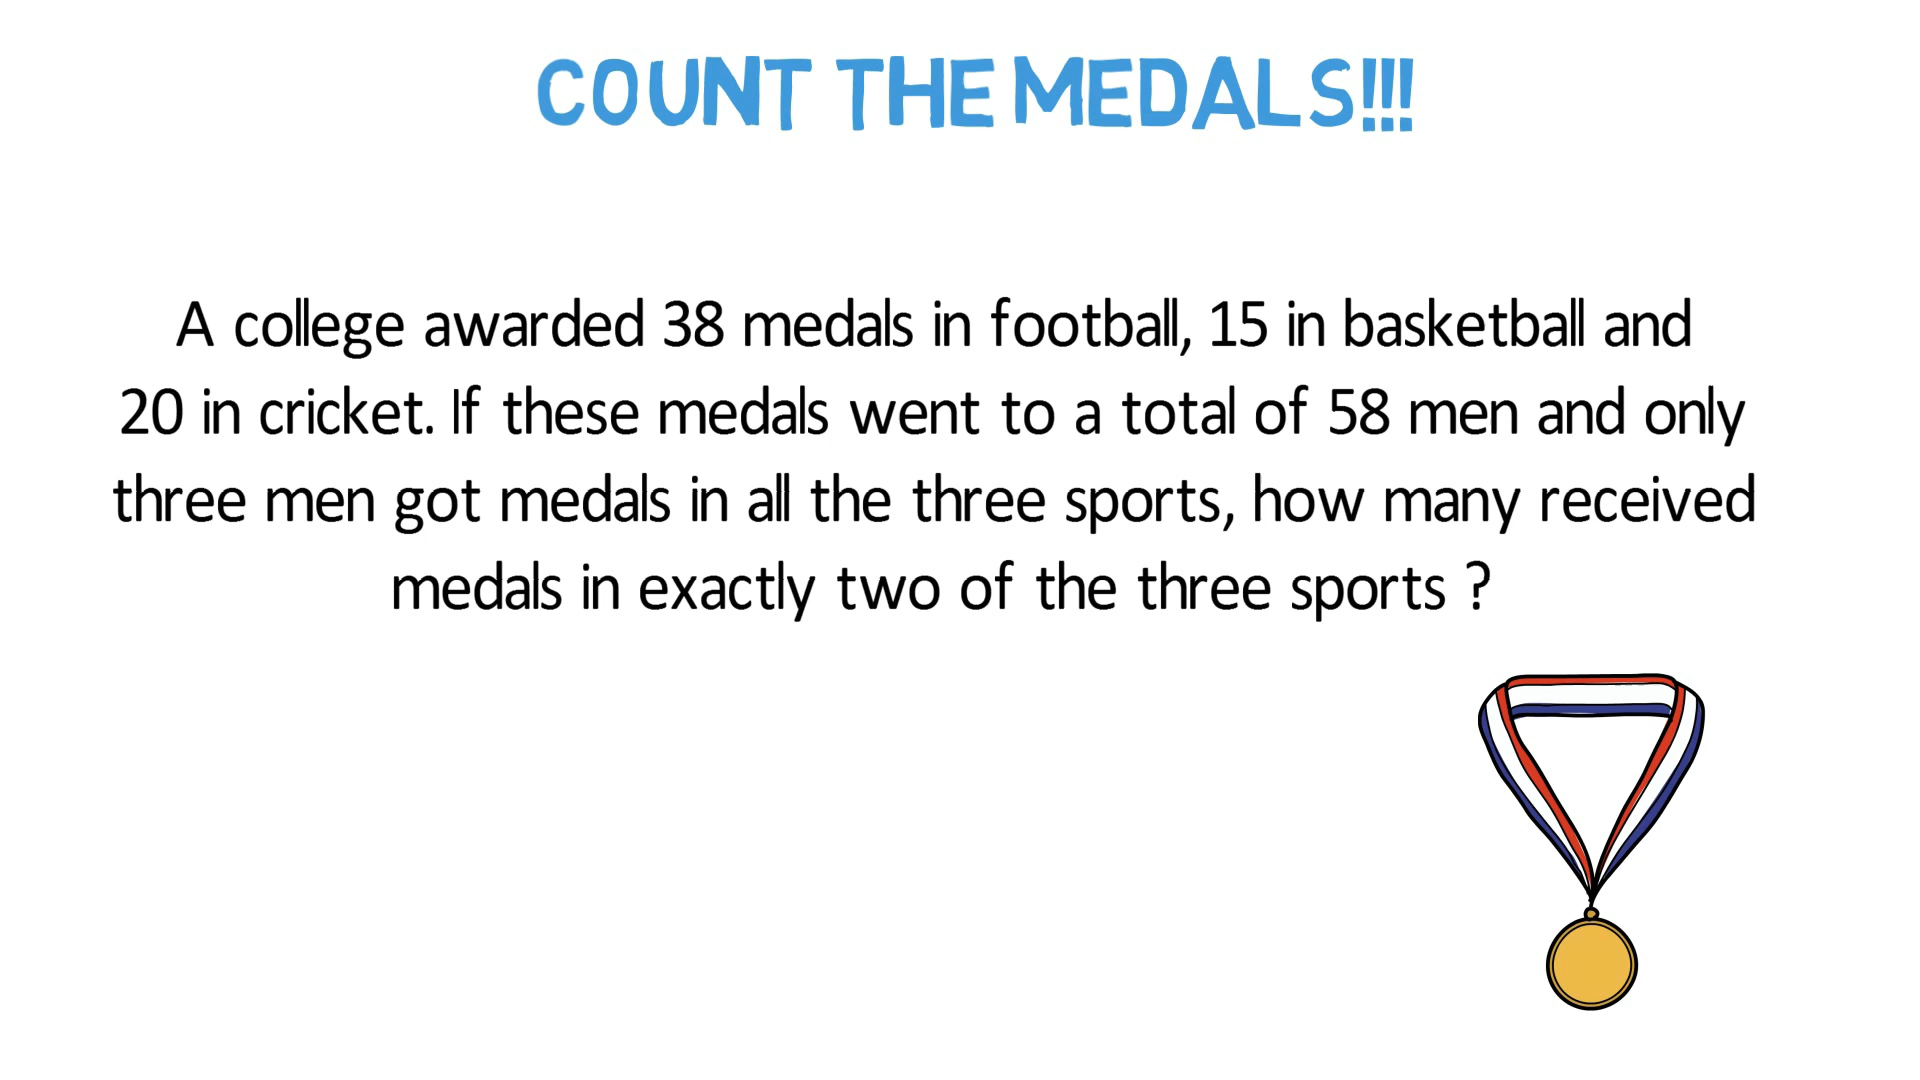 COUNT THE MEDALS!!!
A college awarded 38 medals in football, 15 in basketball and
20 in cricket. If these medals went to a total of 58 men and only
three men got medals in all the three sports, how many received
medals in exactly two of the three sports ?